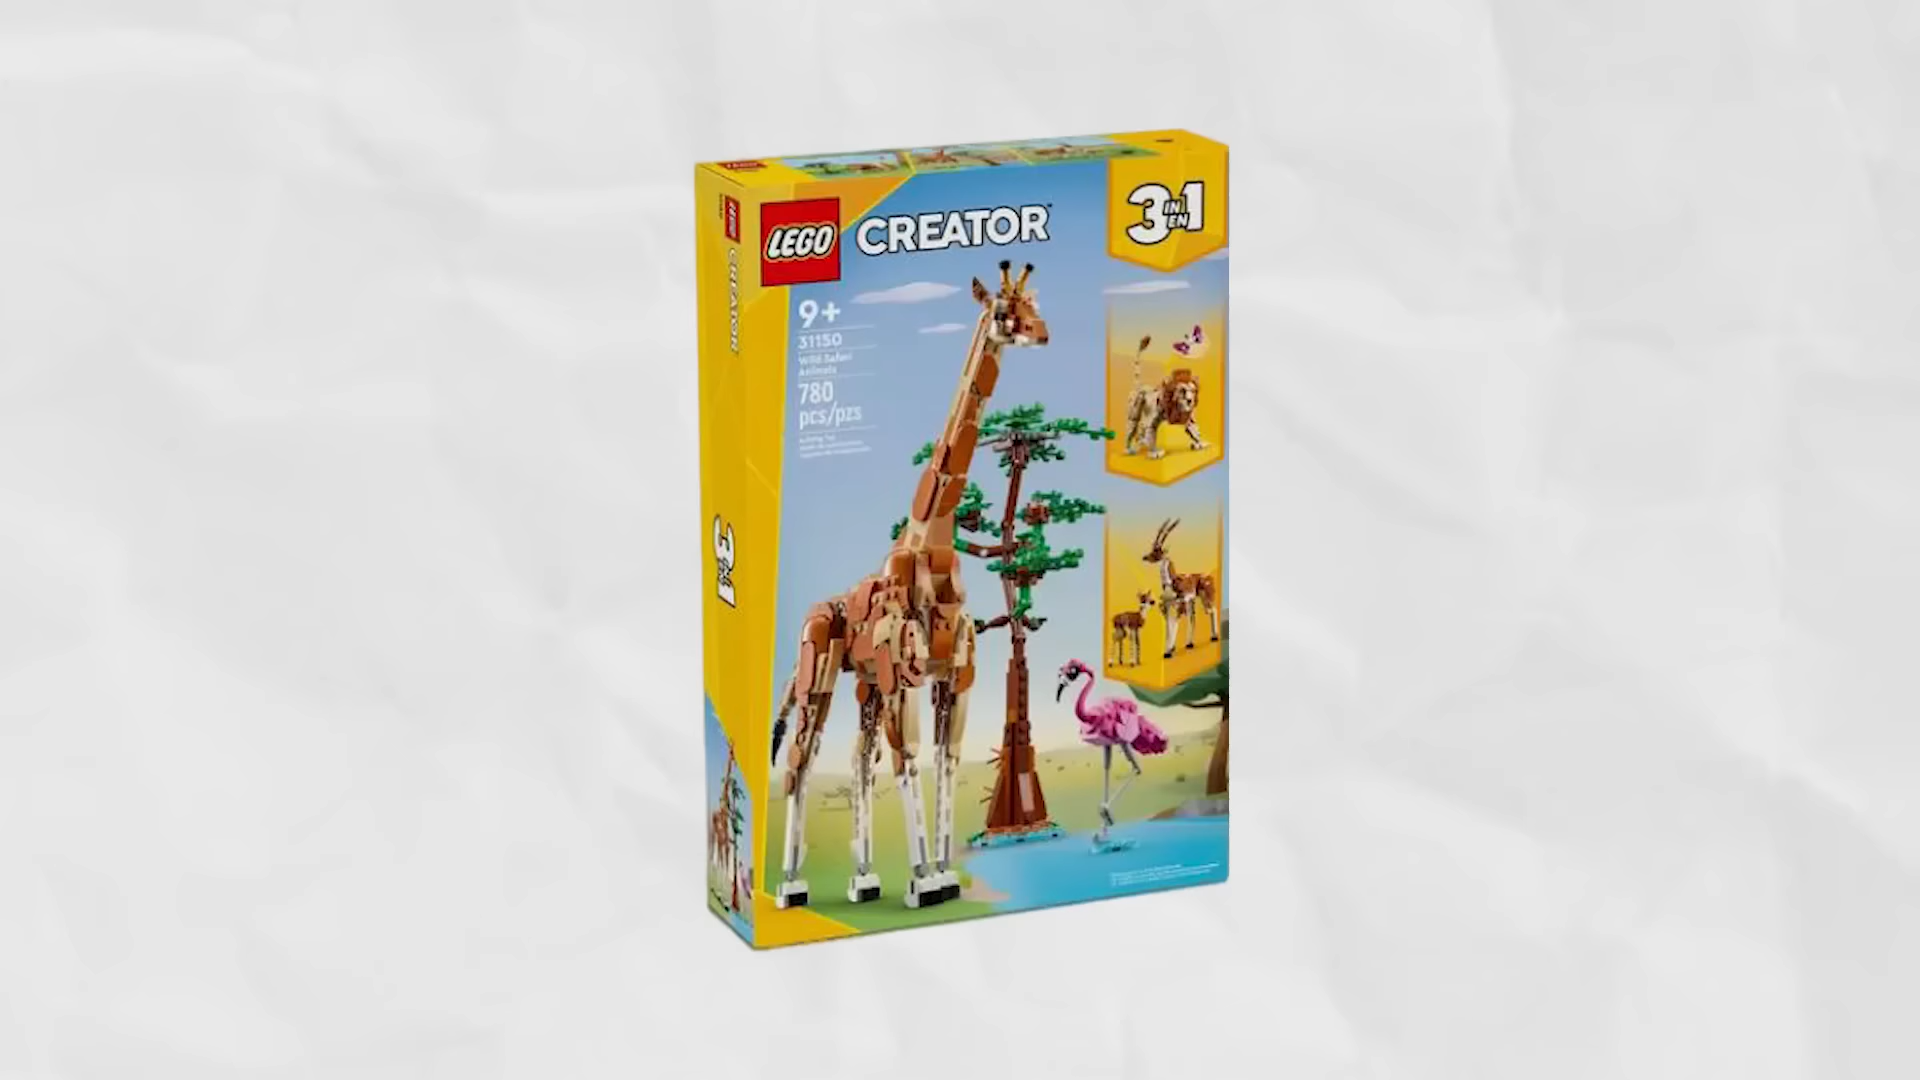 LEGO
CREATOR
3 IN EN 1
9+
31150
Wild Safari
Animals
780
pcs/pzs
LEGO
CREATOR
3 IN EN 1